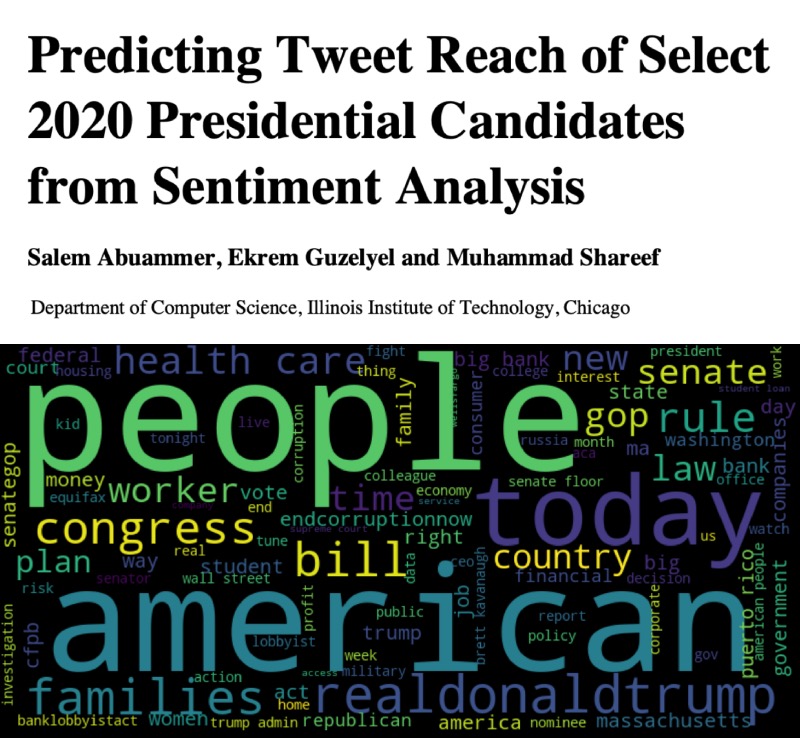 Predicting Tweet Reach of Select
2020 Presidential Candidates
from Sentiment Analysis
Salem Abuammer, Ekrem Guzelyel and Muhammad Shareef
Department of Computer Science, Illinois Institute of Technology, Chicago
federal
health care
fight
big bank
new
president
work
court
housing
thing
college
interest
senate
student loan
people
wellsfargo
consumer
state
day
kid
live
corruption
family
gop
rule
companies
tonight
russia
month
ma
washington
aca
senategop
money
colleague
senate floor
law
bank
office
equifax
worker
vote
time
economy
service
today
company
end
congress
endcorruptionnow
us
watch
supreme court
right
tune
real
bill
data
ceo
country
plan
way
student
big
senator
wall street
financial
decision
risk
american
profit
public
job
brett kavanaugh
report
corporate
puerto rico
american people
government
investigation
cfpb
lobbyist
trump
policy
week
gov
action
access
military
families
act
home
realdonaldtrump
banklobbyistact
women
trump admin
republican
america
nominee
massachusetts